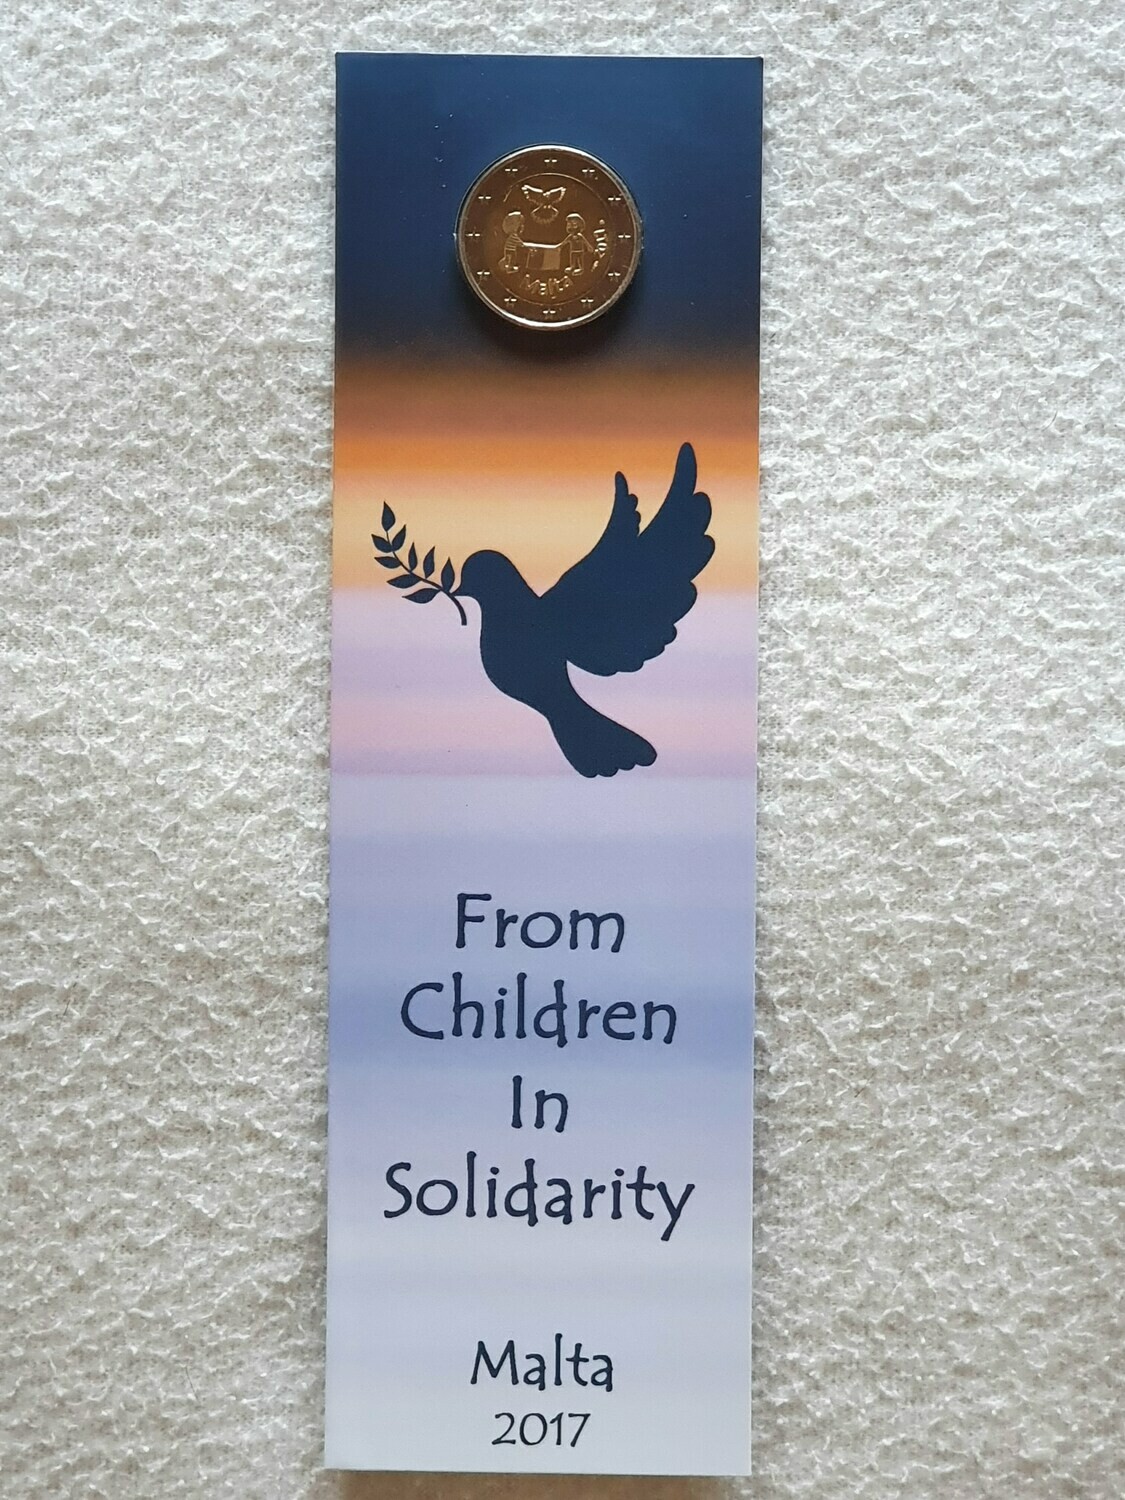 Malta
2017
From
Children
In
Solidarity
Malta
2017